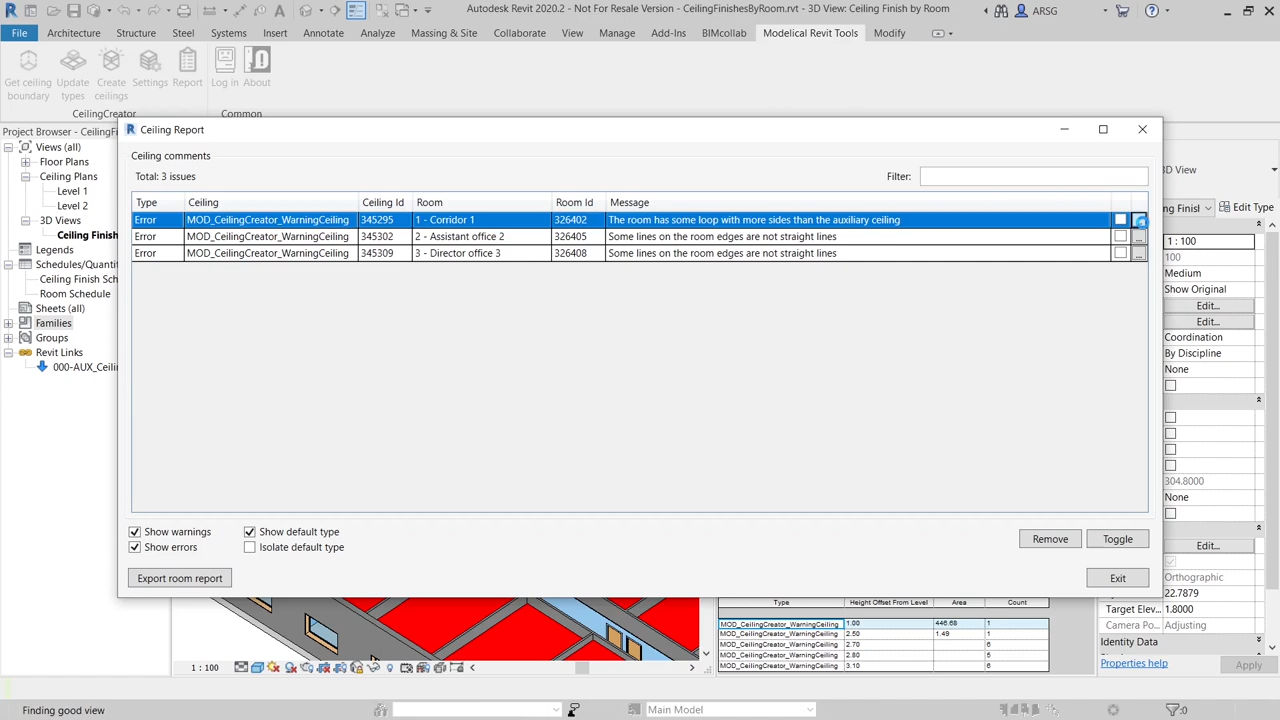 Autodesk Revit 2020.2 - Not For Resale Version - CeilingFinishesByRoom.rvt - 3D View: Ceiling Finish by Room
ARSG
File Architecture Structure Steel Systems Insert Annotate Analyze Massing & Site Collaborate View Manage Add-Ins BIMcollab Modelical Revit Tools Modify
Get ceiling Update Create Settings Report Log in About
boundary types ceilings
CeilingCreator Common
Project Browser - CeilingFi
Ceiling Report
Views (all)
Floor Plans
Ceiling Plans
Level 1
Level 2
3D Views
Ceiling Finish
Legends
Schedules/Quantit
Ceiling Finish Sch
Room Schedule
Sheets (all)
Families
Groups
Revit Links
000-AUX_Ceilin
Ceiling comments
Total: 3 issues
Filter:
Type Ceiling Ceiling Id Room Room Id Message
Error MOD_CeilingCreator_WarningCeiling 345295 1 - Corridor 1 326402 The room has some loop with more sides than the auxiliary ceiling
Error MOD_CeilingCreator_WarningCeiling 345302 2 - Assistant office 2 326405 Some lines on the room edges are not straight lines ...
Error MOD_CeilingCreator_WarningCeiling 345309 3 - Director office 3 326408 Some lines on the room edges are not straight lines ...
Show warnings Show default type
Show errors Isolate default type
Remove Toggle
Export room report Exit
3D View
Finisl Edit Type
1 : 100
100
Medium
Show Original
Edit...
Edit...
Coordination
By Discipline
None
304.8000
None
Edit...
Orthographic
22.7879
Target Elev... 1.8000
Camera Po... Adjusting
Identity Data
Properties help Apply
Type Height Offset From Level Area Count
MOD_CeilingCreator_WarningCeiling 1.00 446.68 1
MOD_CeilingCreator_WarningCeiling 2.50 1.49 1
MOD_CeilingCreator_WarningCeiling 2.70 6
MOD_CeilingCreator_WarningCeiling 2.80 5
MOD_CeilingCreator_WarningCeiling 3.10 6
1 : 100
Finding good view
Main Model
:0